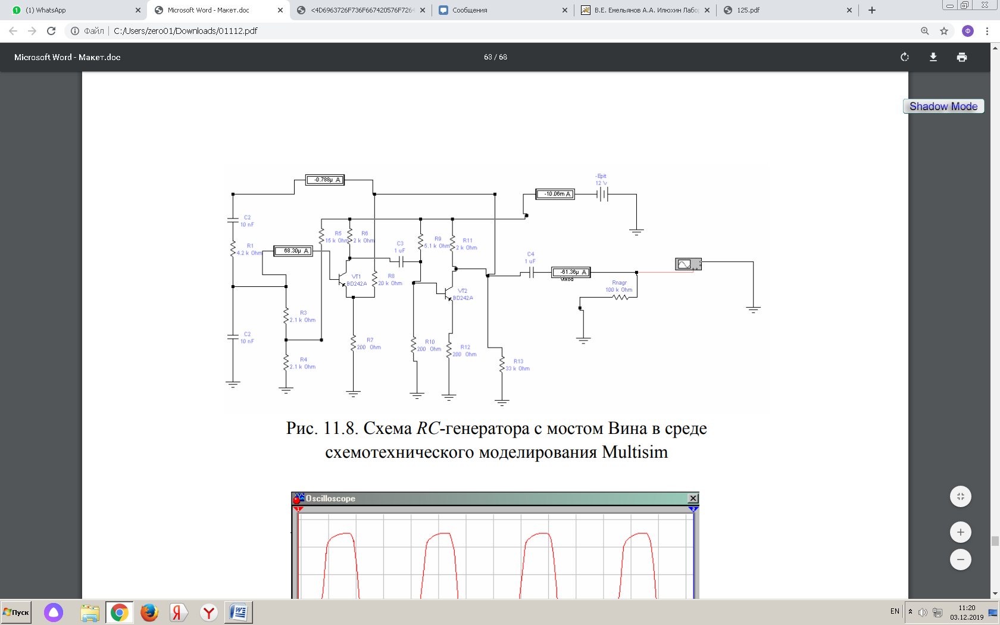 (1) WhatsApp
Microsoft Word - Макет.doc
<4D6963726F736F667420576F7264
Сообщения
В.Е. Емельянов А.А. Илюхин Лабо
125.pdf
Файл
C:/Users/zero01/Downloads/01112.pdf
Ф
Microsoft Word - Макет.doc
63 / 68
Shadow Mode
-0.788µ A
-Epit
12 V
-10.06m A
C2
10 nF
R1
4.2 k Ohm
68.30µ A
R5
15 k Ohm
R6
2 k Ohm
C3
1 uF
R9
5.1 k Ohm
R11
2 k Ohm
VT1
BD242A
R8
20 k Ohm
C4
1 uF
-61.36µ A
Vixod
Rnagr
100 k Ohm
VT2
BD242A
R3
2.1 k Ohm
C2
10 nF
R4
2.1 k Ohm
R7
200 Ohm
R10
200 Ohm
R12
200 Ohm
R13
33 k Ohm
Рис. 11.8. Схема RC-генератора с мостом Вина в среде
схемотехнического моделирования Multisim
Oscilloscope
1
2
Пуск
EN
11:20
03.12.2019